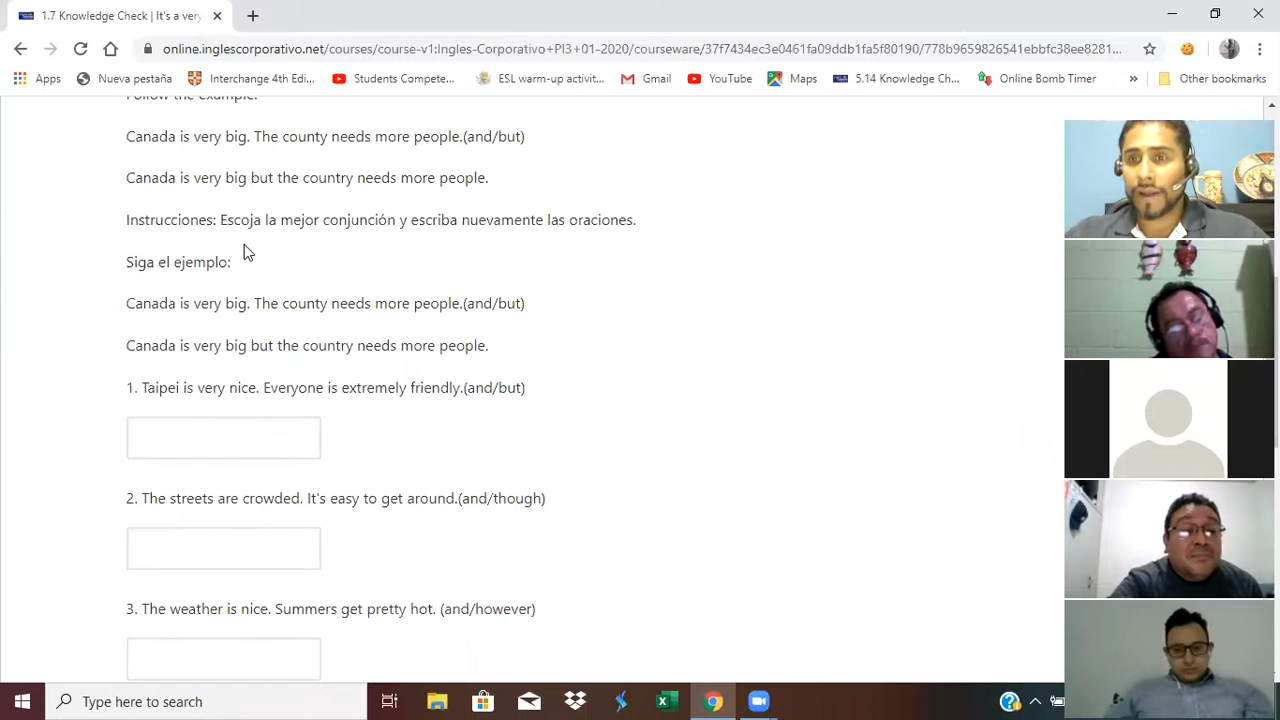 1.7 Knowledge Check | It's a very
online.inglescorporativo.net/courses/course-v1:Ingles-Corporativo+PI3+01-2020/courseware/37f7434ec3e0461fa09ddb1fa5f80190/778b9659826541ebbfc38ee8281...
Apps Nueva pestaña Interchange 4th Edi... Students Compete... ESL warm-up activit... Gmail YouTube Maps 5.14 Knowledge Ch... Online Bomb Timer » Other bookmarks
Follow the example:
Canada is very big. The county needs more people.(and/but)
Canada is very big but the country needs more people.
Instrucciones: Escoja la mejor conjunción y escriba nuevamente las oraciones.
Siga el ejemplo:
Canada is very big. The county needs more people.(and/but)
Canada is very big but the country needs more people.
1. Taipei is very nice. Everyone is extremely friendly.(and/but)
2. The streets are crowded. It's easy to get around.(and/though)
3. The weather is nice. Summers get pretty hot. (and/however)
Type here to search